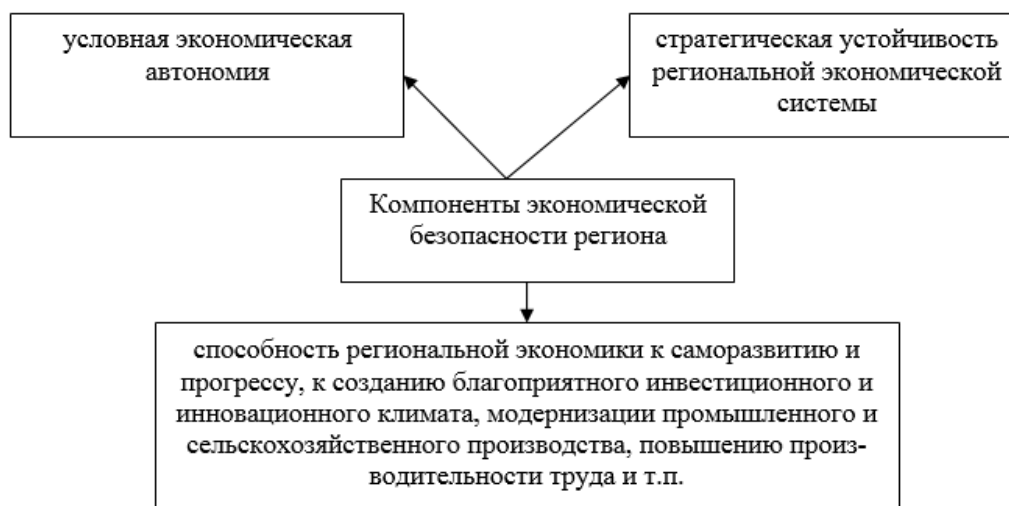 условная экономическая
автономия
стратегическая устойчивость
региональной экономической
системы
Компоненты экономической
безопасности региона
способность региональной экономики к саморазвитию и
прогрессу, к созданию благоприятного инвестиционного и
инновационного климата, модернизации промышленного и
сельскохозяйственного производства, повышению произ-
водительности труда и т.п.